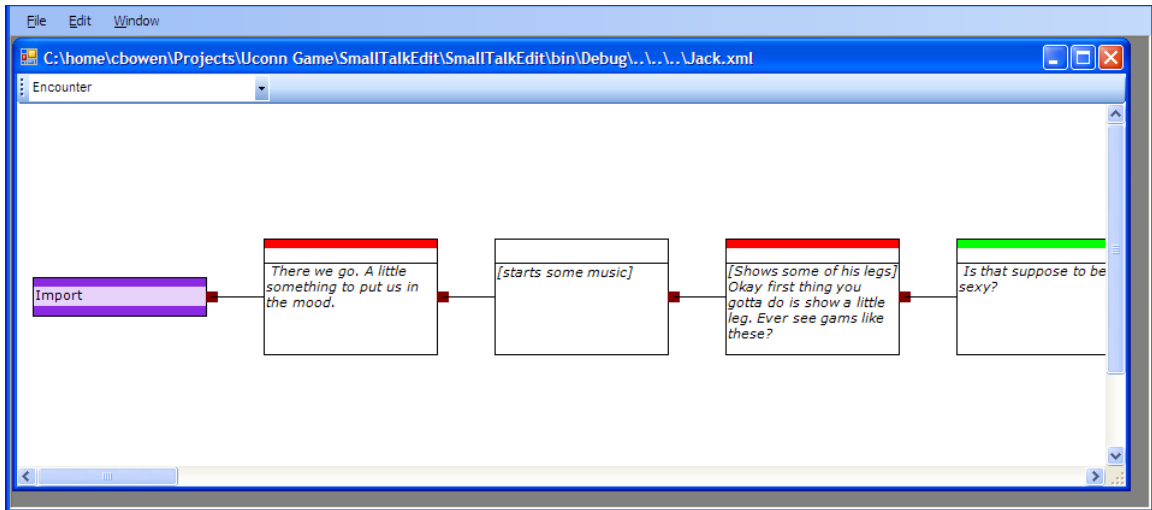 File Edit Window
C:\home\cbowen\Projects\Uconn Game\SmallTalkEdit\SmallTalkEdit\bin\Debug\..\..\..\Jack.xml
Encounter
Import
There we go. A little
something to put us in
the mood.
[starts some music]
[Shows some of his legs]
Okay first thing you
gotta do is show a little
leg. Ever see gams like
these?
Is that suppose to be
sexy?